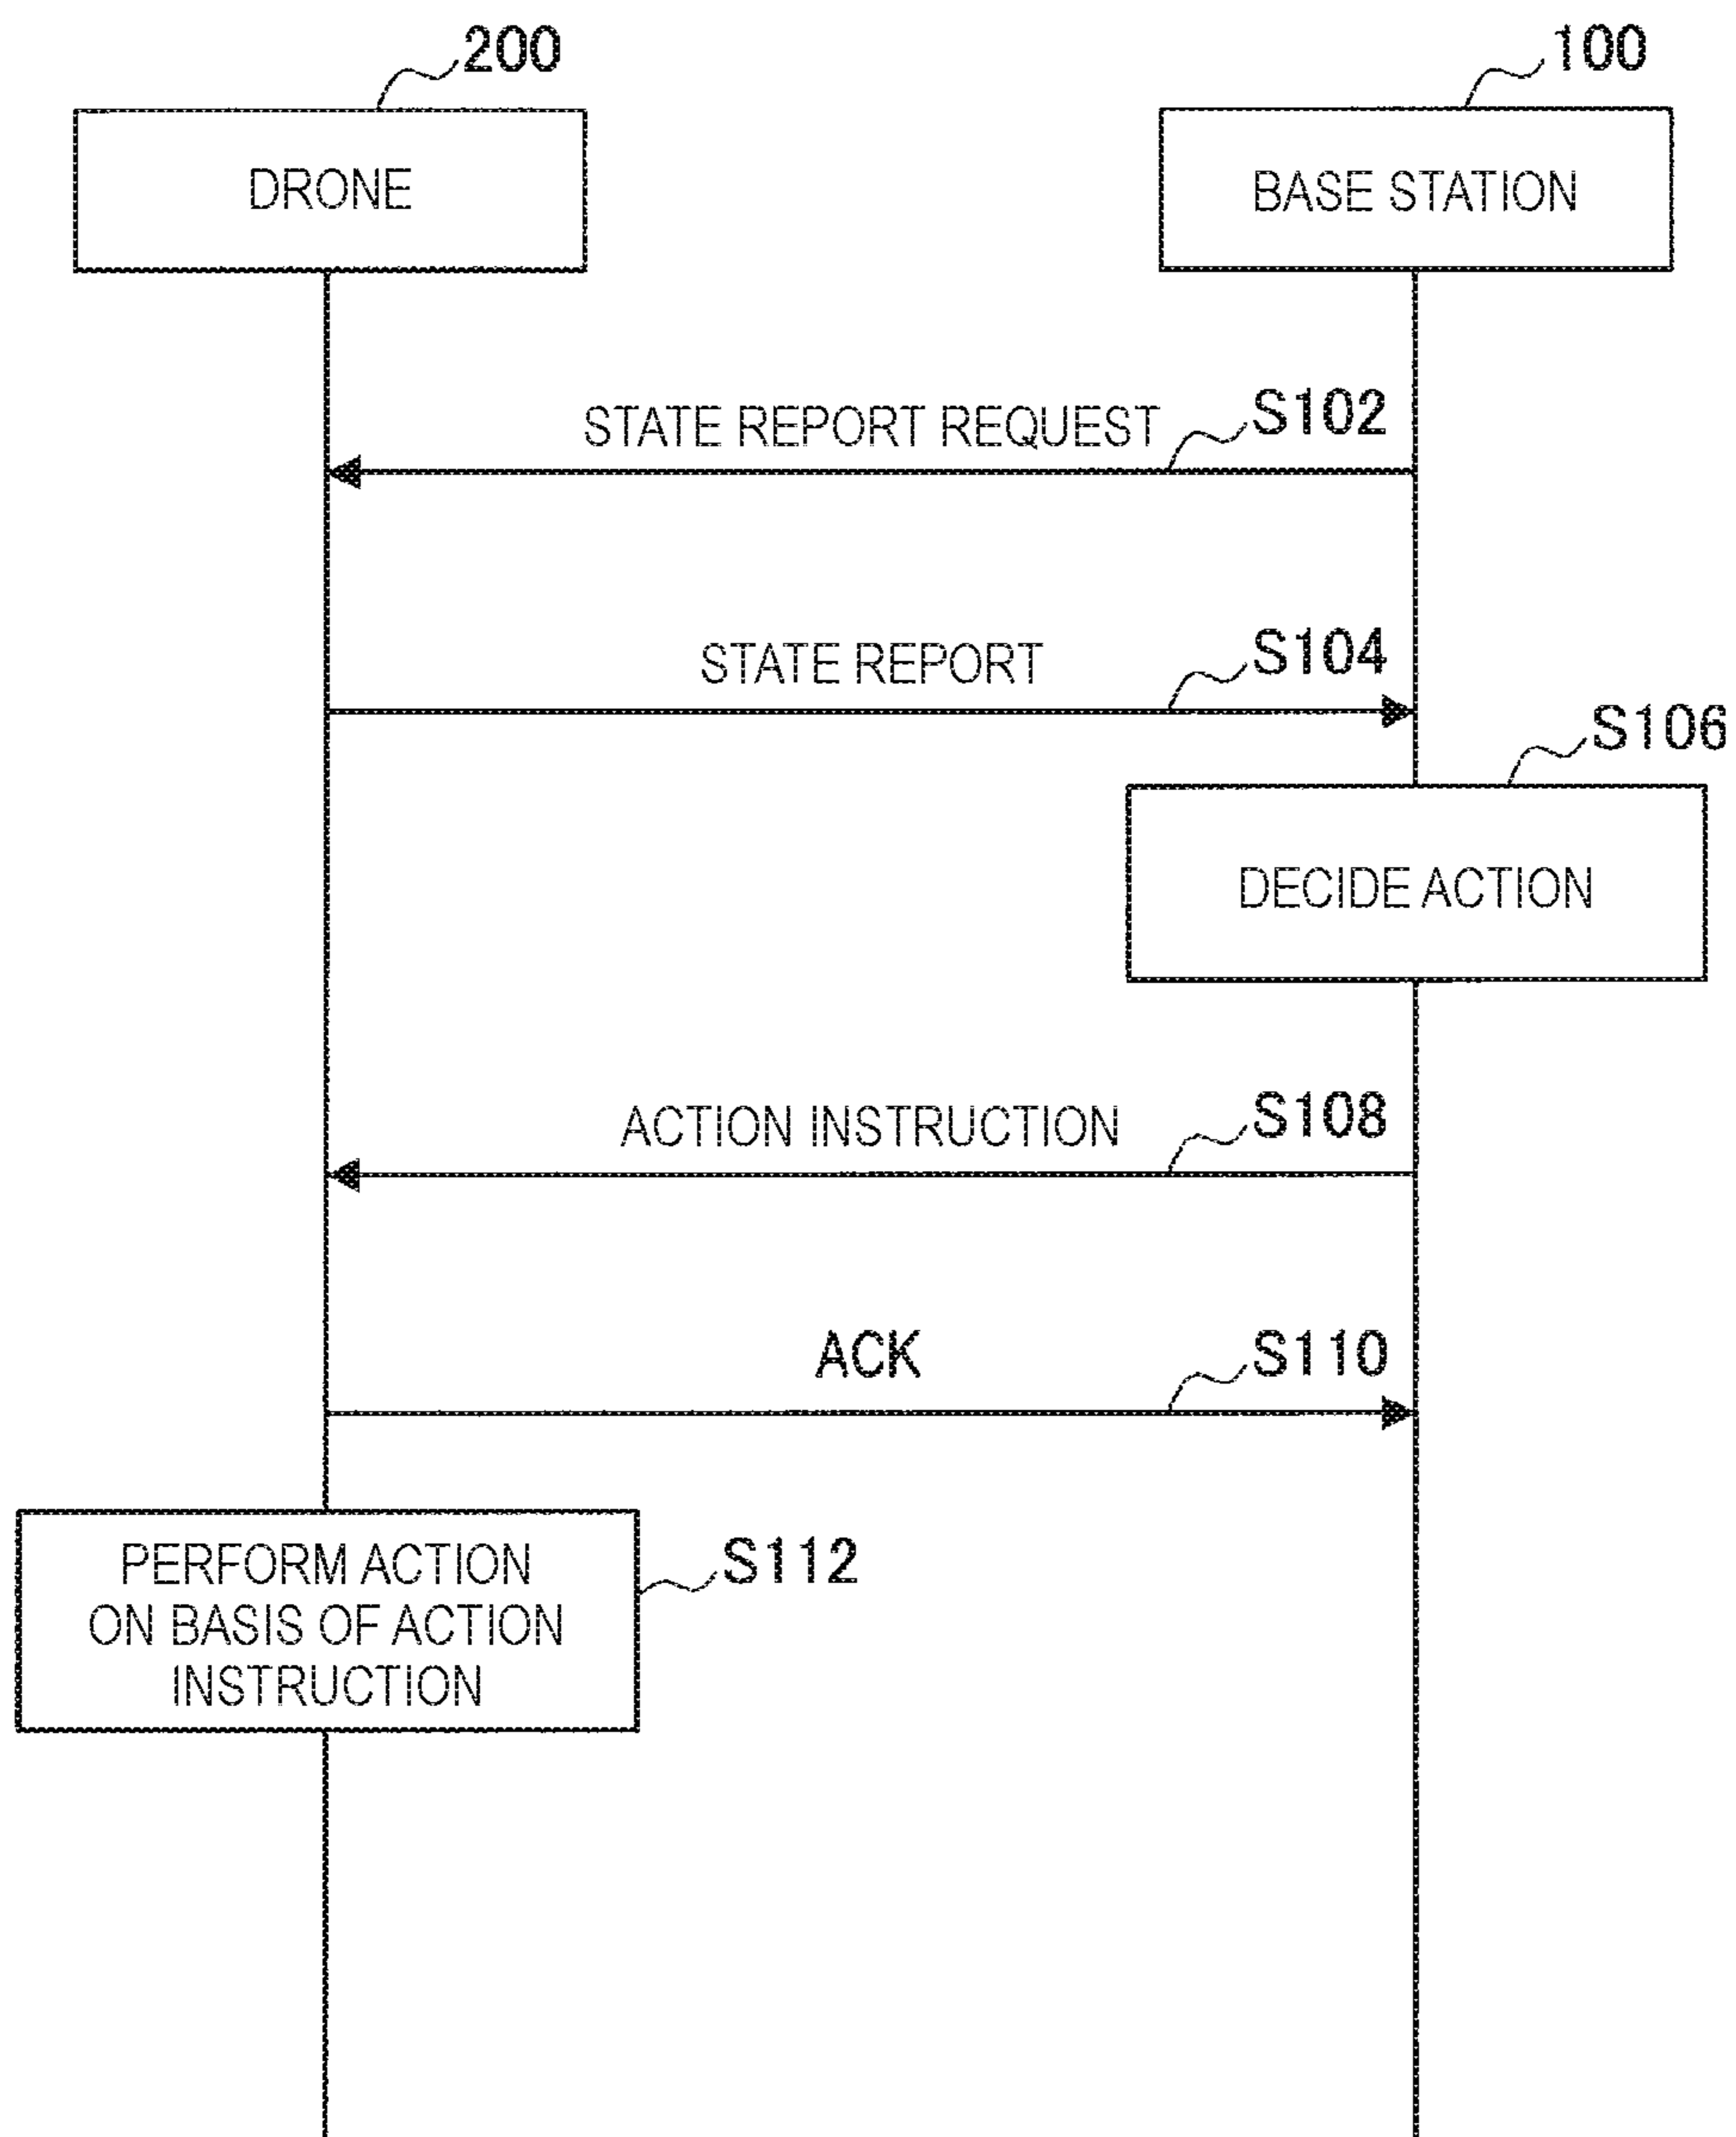 200
100
DRONE
BASE STATION
STATE REPORT REQUEST
S102
STATE REPORT
S104
S106
DECIDE ACTION
ACTION INSTRUCTION
S108
ACK
S110
PERFORM ACTION
ON BASIS OF ACTION
INSTRUCTION
S112